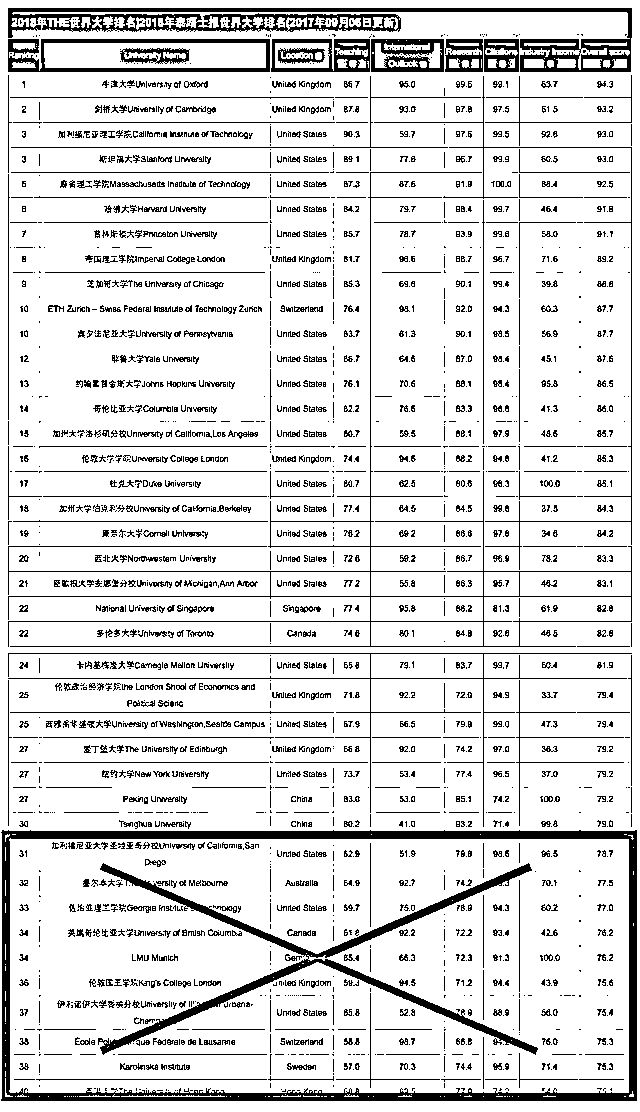 2018年THE世界大学排名|2018年泰晤士报世界大学排名(2017年09月05日更新)
Ranking University Name Location Teaching International Outlook Research Citations Industry Income Overall score
1 牛津大学University of Oxford United Kingdom 86.7 95.0 99.5 99.1 63.7 94.3
2 剑桥大学University of Cambridge United Kingdom 87.8 93.0 97.8 97.5 51.5 93.2
3 加利福尼亚理工学院California Institute of Technology United States 90.3 59.7 97.5 99.5 92.6 93.0
3 斯坦福大学Stanford University United States 89.1 77.6 96.7 99.9 60.5 93.0
5 麻省理工学院Massachusetts Institute of Technology United States 87.3 87.6 91.9 100.0 88.4 92.5
6 哈佛大学Harvard University United States 84.2 79.7 98.4 99.7 46.4 91.8
7 普林斯顿大学Princeton University United States 85.7 78.7 93.9 99.6 58.0 91.1
8 帝国理工学院Imperial College London United Kingdom 81.7 96.6 88.7 96.7 71.6 89.2
9 芝加哥大学The University of Chicago United States 85.3 69.6 90.1 99.4 39.8 88.6
10 ETH Zurich – Swiss Federal Institute of Technology Zurich Switzerland 76.4 98.1 92.0 94.3 60.3 87.7
10 宾夕法尼亚大学University of Pennsylvania United States 83.7 61.3 90.1 98.5 56.9 87.7
12 耶鲁大学Yale University United States 86.7 64.6 87.0 98.4 45.1 87.6
13 约翰霍普金斯大学Johns Hopkins University United States 76.1 70.6 88.1 98.4 95.8 86.5
14 哥伦比亚大学Columbia University United States 82.2 76.6 83.3 98.8 41.3 86.0
15 加州大学洛杉矶分校University of California,Los Angeles United States 80.7 59.5 88.1 97.9 48.6 85.7
16 伦敦大学学院University College London United Kingdom 74.4 94.6 88.2 94.6 41.2 85.3
17 杜克大学Duke University United States 80.7 62.5 80.6 98.3 100.0 85.1
18 加州大学伯克利分校University of California,Berkeley United States 77.4 64.5 84.5 99.8 37.5 84.3
19 康奈尔大学Cornell University United States 76.2 69.2 86.6 97.6 34.6 84.2
20 西北大学Northwestern University United States 72.6 59.2 86.7 96.9 78.2 83.3
21 密歇根大学安娜堡分校University of Michigan,Ann Arbor United States 77.2 55.8 86.3 95.7 46.2 83.1
22 National University of Singapore Singapore 77.4 95.8 88.2 81.3 61.9 82.8
22 多伦多大学University of Toronto Canada 74.6 80.1 84.8 92.6 46.5 82.8
24 卡内基梅隆大学Carnegie Mellon University United States 65.8 79.1 83.7 99.7 50.4 81.9
25 伦敦政治经济学院the London Shool of Economics and
Political Scienc United Kingdom 71.8 92.2 72.0 94.9 33.7 79.4
25 西雅图华盛顿大学University of Washington,Seattle Campus United States 67.9 56.5 79.8 99.0 47.3 79.4
27 爱丁堡大学The University of Edinburgh United Kingdom 66.8 92.0 74.2 97.0 36.3 79.2
27 纽约大学New York University United States 73.7 53.4 77.4 96.5 37.0 79.2
27 Peking University China 83.0 53.0 85.1 74.2 100.0 79.2
30 Tsinghua University China 80.2 41.0 93.2 71.4 99.8 79.0
31 加利福尼亚大学圣地亚哥分校University of California,San
Diego United States 62.9 51.9 79.8 98.6 96.5 78.7
32 墨尔本大学The University of Melbourne Australia 64.9 92.7 74.2 70.1 77.5
33 佐治亚理工学院Georgia Institute of Technology United States 59.7 75.0 78.9 94.3 80.2 77.0
34 英属哥伦比亚大学University of British Columbia Canada 92.2 72.2 93.4 42.6 76.2
34 LMU Munich 65.4 66.3 72.3 91.3 100.0 76.2
36 伦敦国王学院King's College London United Kingdom 94.5 71.2 94.4 43.9 75.6
37 伊利诺伊大学香槟分校University of Illinois Urbana- United States 65.8 52.8 78.9 88.9 56.0 75.4
38 École Polytechnique Fédérale de Lausanne Switzerland 98.7 76.0 75.3
38 Karolinska Institute Sweden 57.0 70.3 74.4 95.9 71.4 75.3
40 The University of Hong Kong Hong Kong